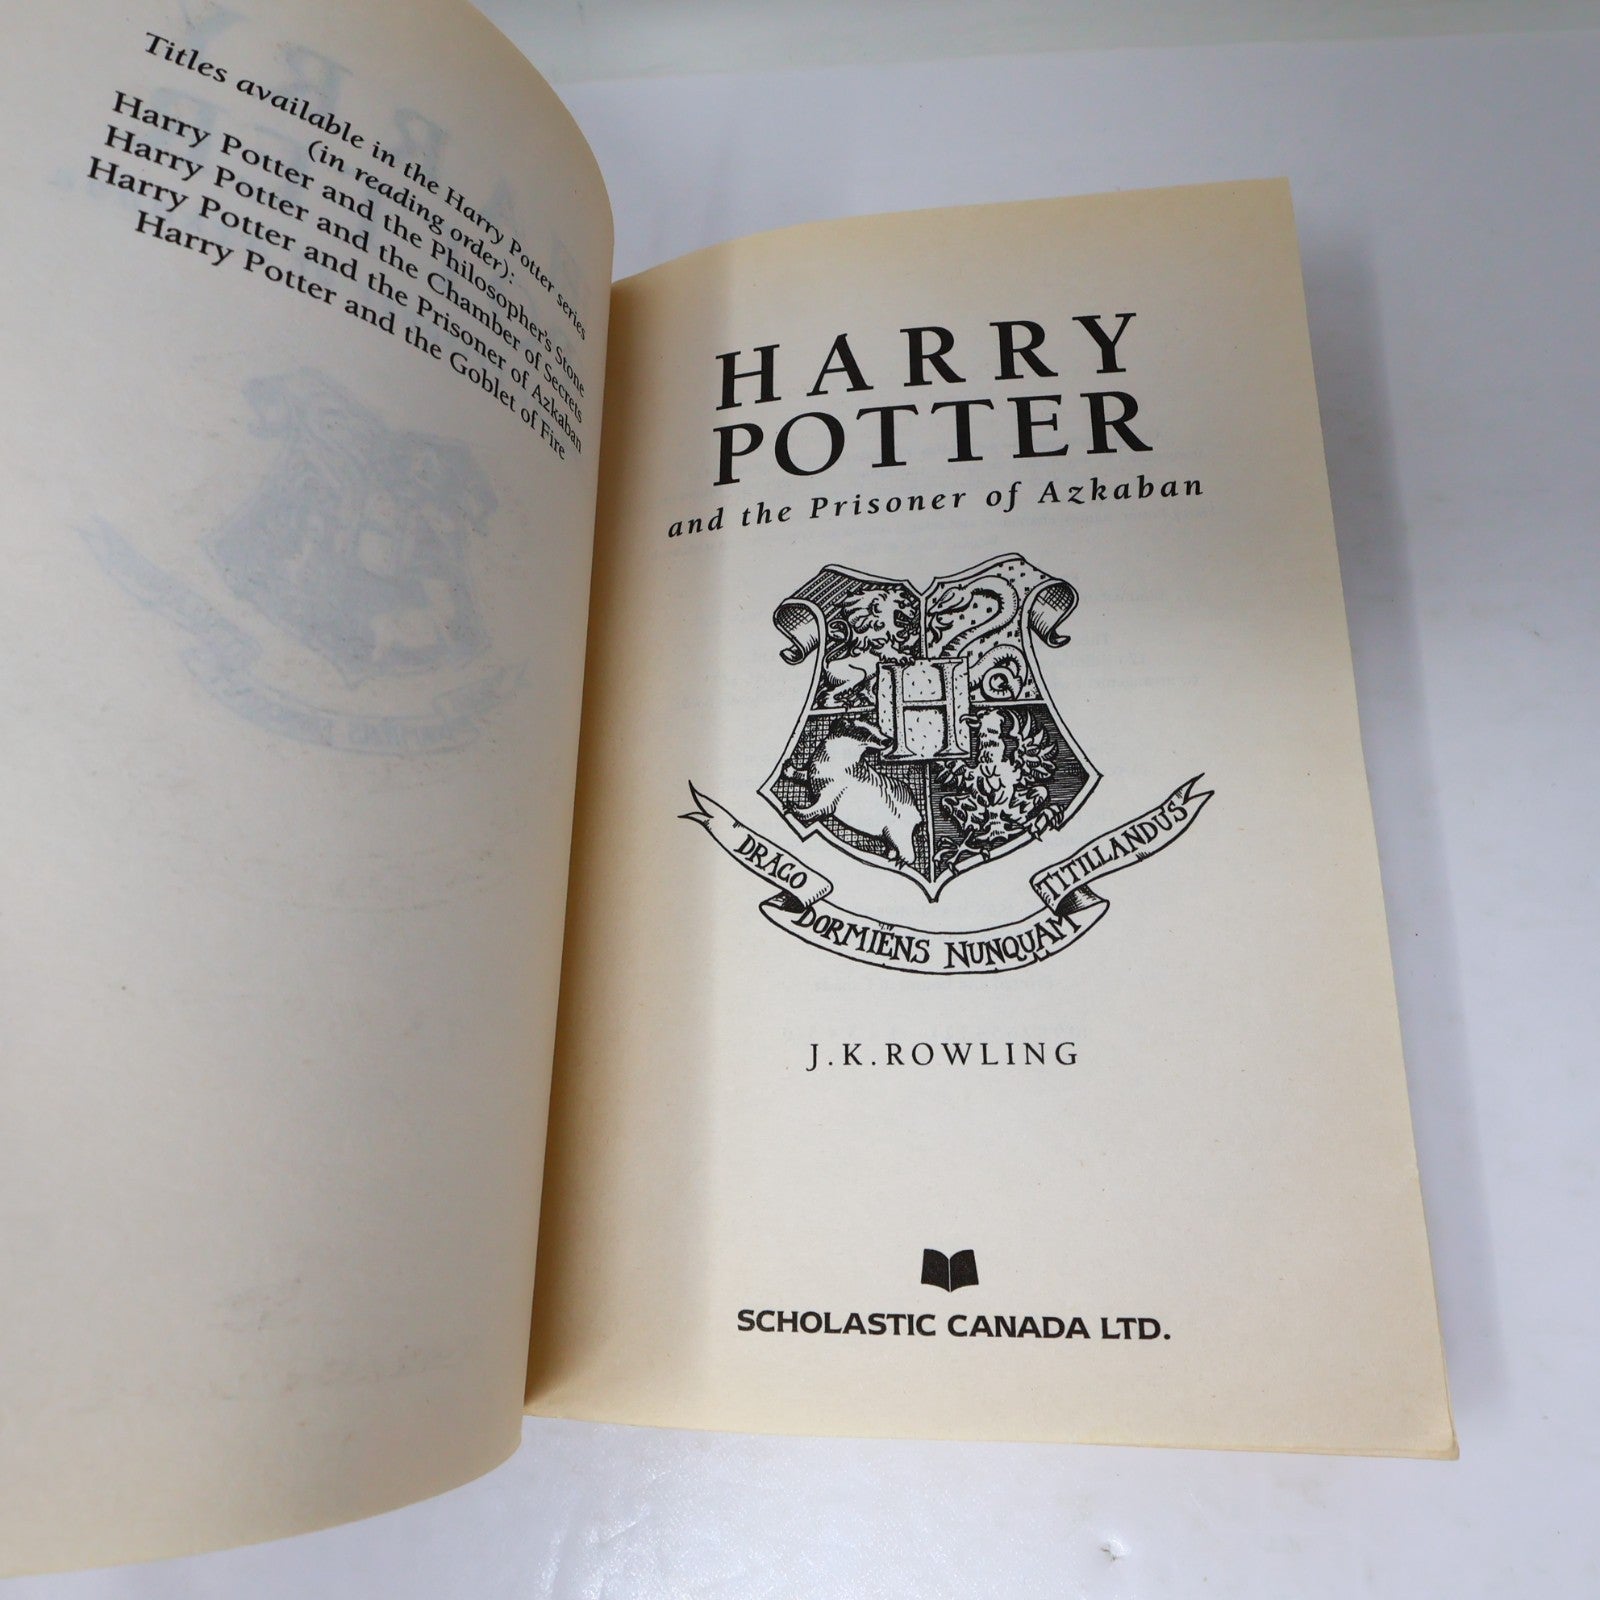 Titles available in the Harry Potter series
(in reading order):
Harry Potter and the Philosopher's Stone
Harry Potter and the Chamber of Secrets
Harry Potter and the Prisoner of Azkaban
Harry Potter and the Goblet of Fire
HARRY
POTTER
and the Prisoner of Azkaban
H
DRACO
DORMIENS NUNQUAM
TITILLANDUS
J.K.ROWLING
SCHOLASTIC CANADA LTD.